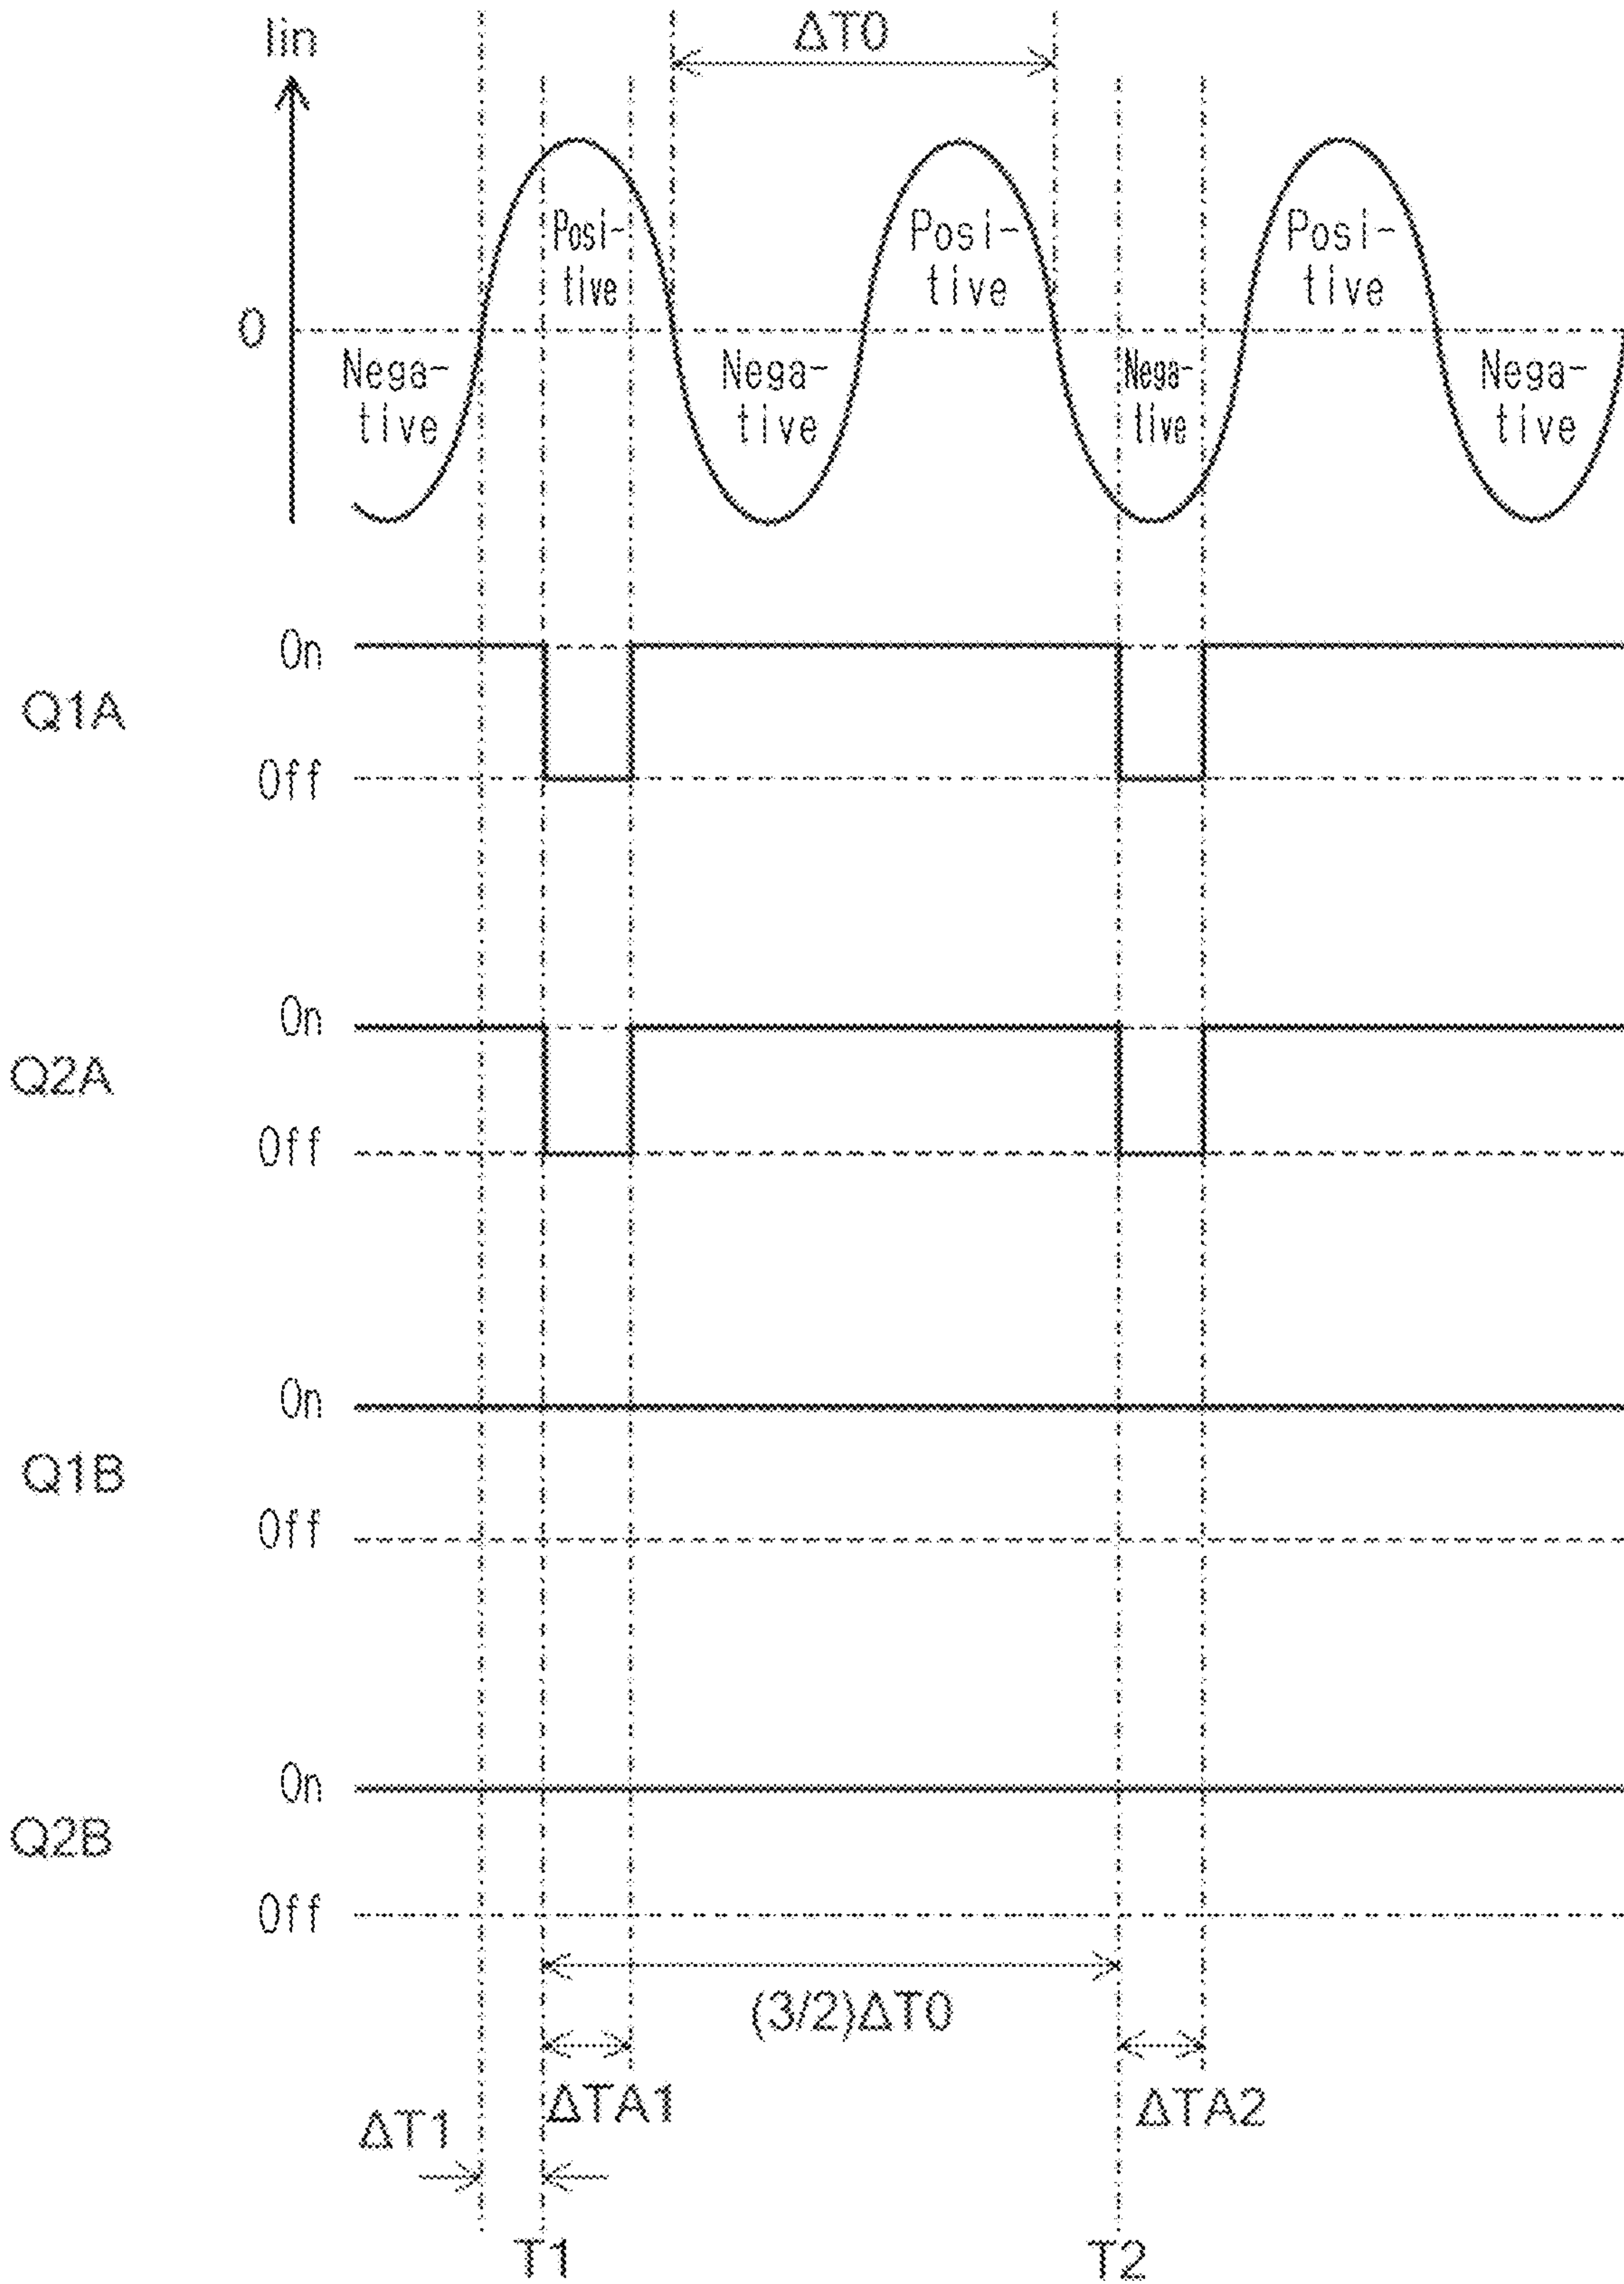 Iin
ΔT0
Posi-
tive
Posi-
tive
Posi-
tive
0
Nega-
tive
Nega-
tive
Nega-
tive
Nega-
tive
On
Q1A
Off
On
Q2A
Off
On
Q1B
Off
On
Q2B
Off
(3/2)ΔT0
ΔTA1
ΔTA2
ΔT1
T1
T2